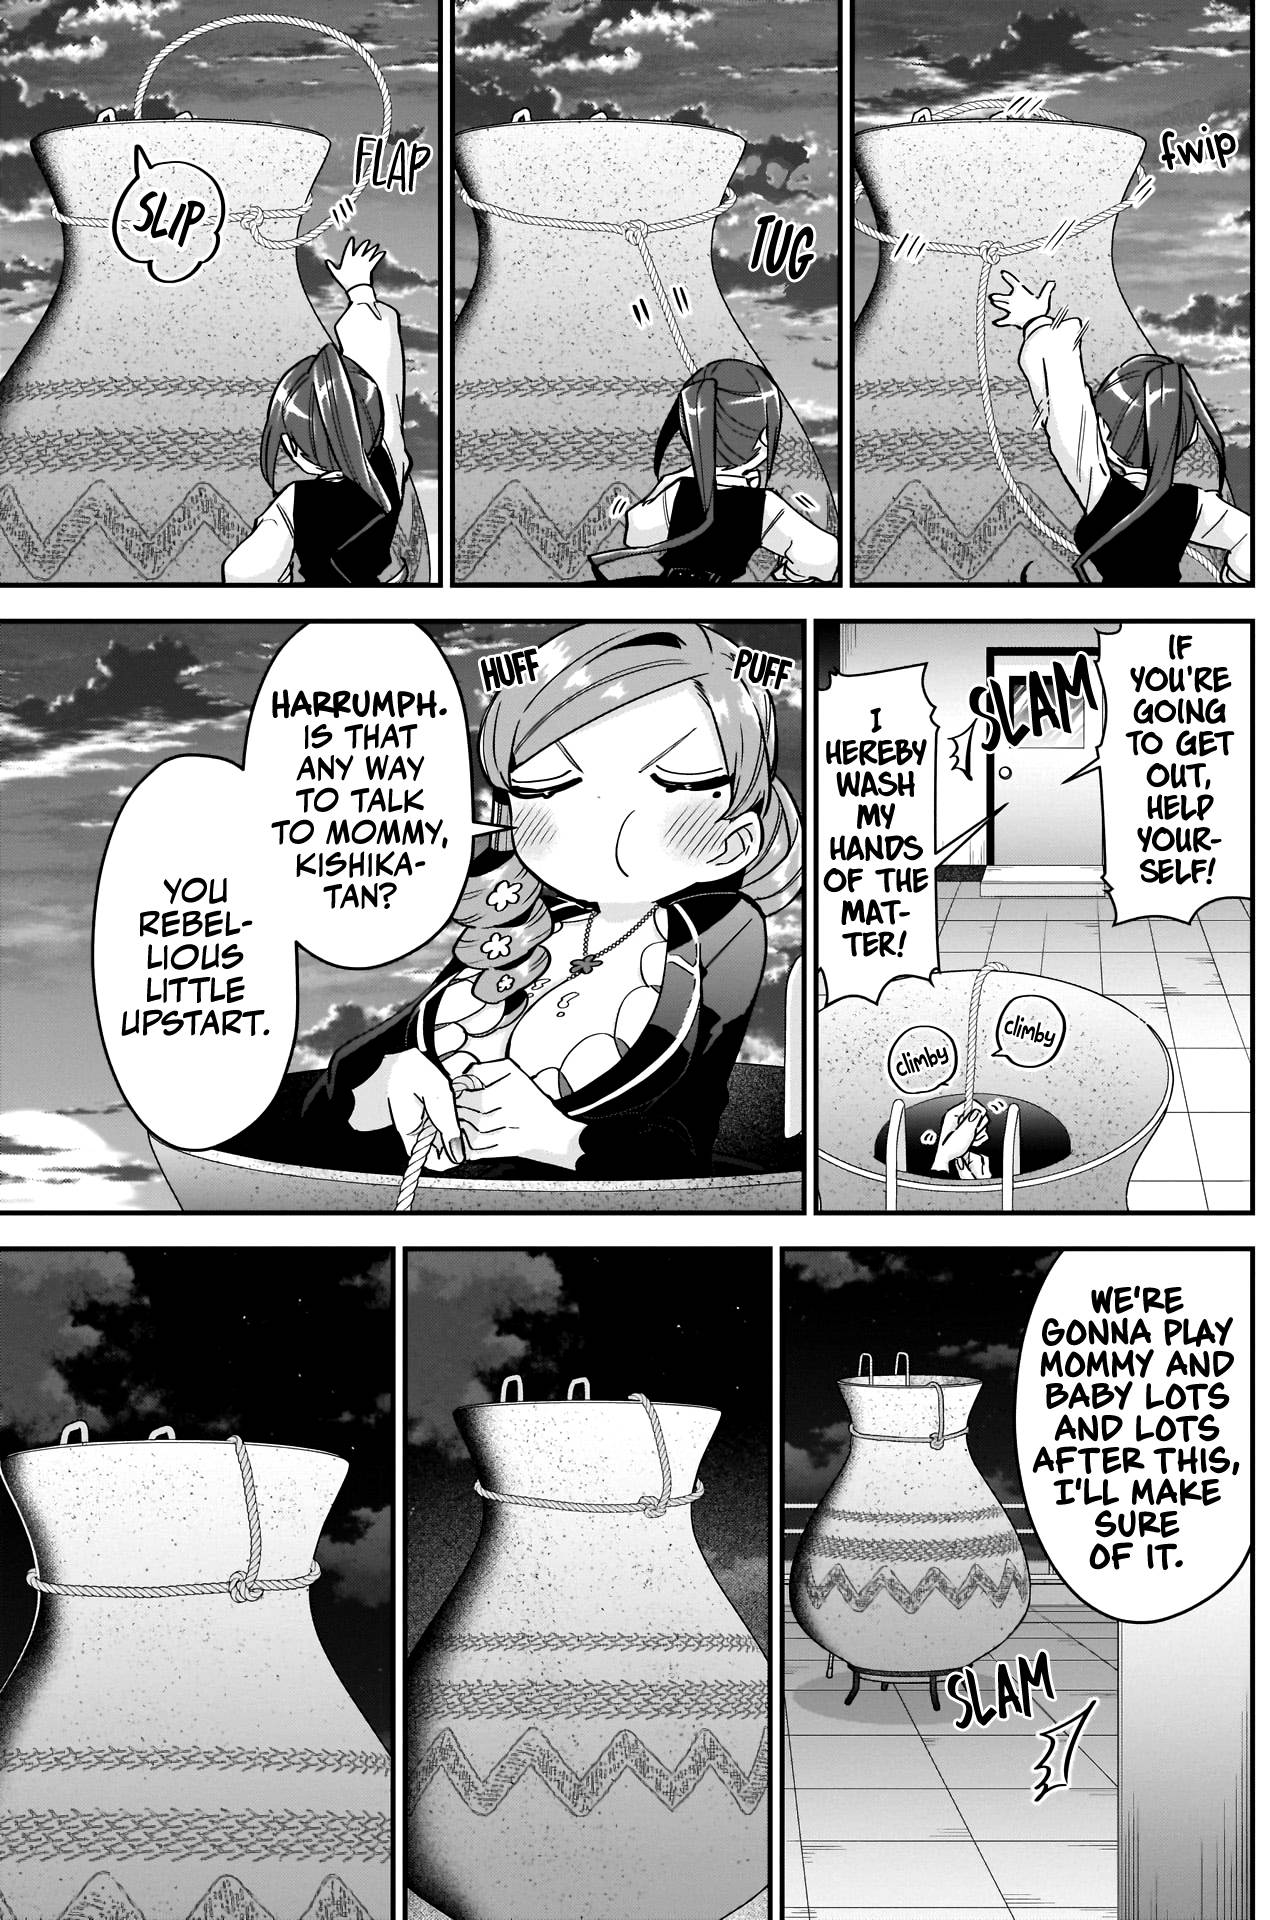 fwip
TUG
FLAP
SLIP
IF
YOU'RE
GOING
TO GET
OUT,
HELP
YOUR-
SELF!
SLAM
I
HEREBY
WASH
MY
HANDS
OF THE
MAT-
TER!
climby
climby
PUFF
HUFF
HARRUMPH.
IS THAT
ANY WAY
TO TALK
TO MOMMY,
KISHIKA-
TAN?
YOU
REBEL-
LIOUS
LITTLE
UPSTART.
WE'RE
GONNA PLAY
MOMMY AND
BABY LOTS
AND LOTS
AFTER THIS,
I'LL MAKE
SURE
OF IT.
SLAM